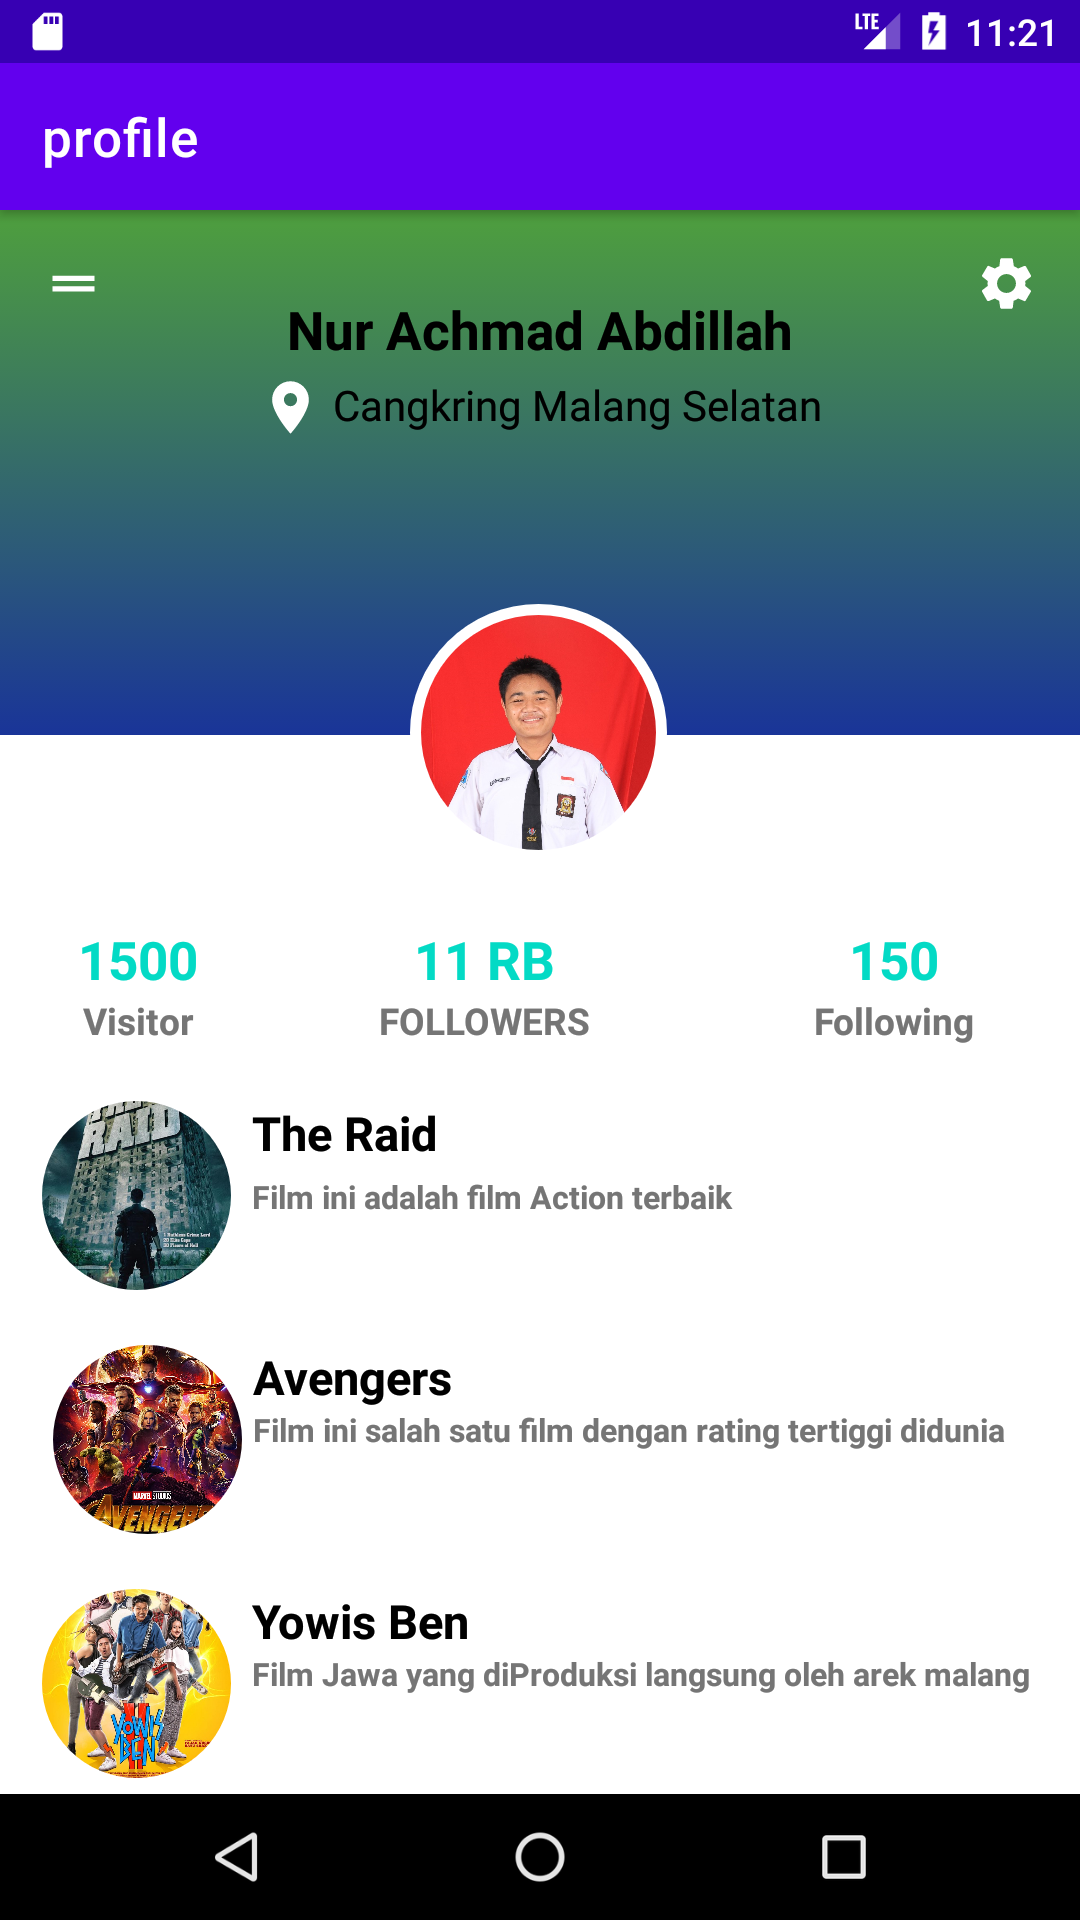 LTE 11:21
profile
Nur Achmad Abdillah
Cangkring Malang Selatan
1500 11 RB 150
Visitor FOLLOWERS Following
RAID
The Raid
Film ini adalah film Action terbaik
Avengers
Film ini salah satu film dengan rating tertiggi didunia
MARVEL STUDIOS
AVENGERS
Yowis Ben
Film Jawa yang diProduksi langsung oleh arek malang
YOWIS
BEN